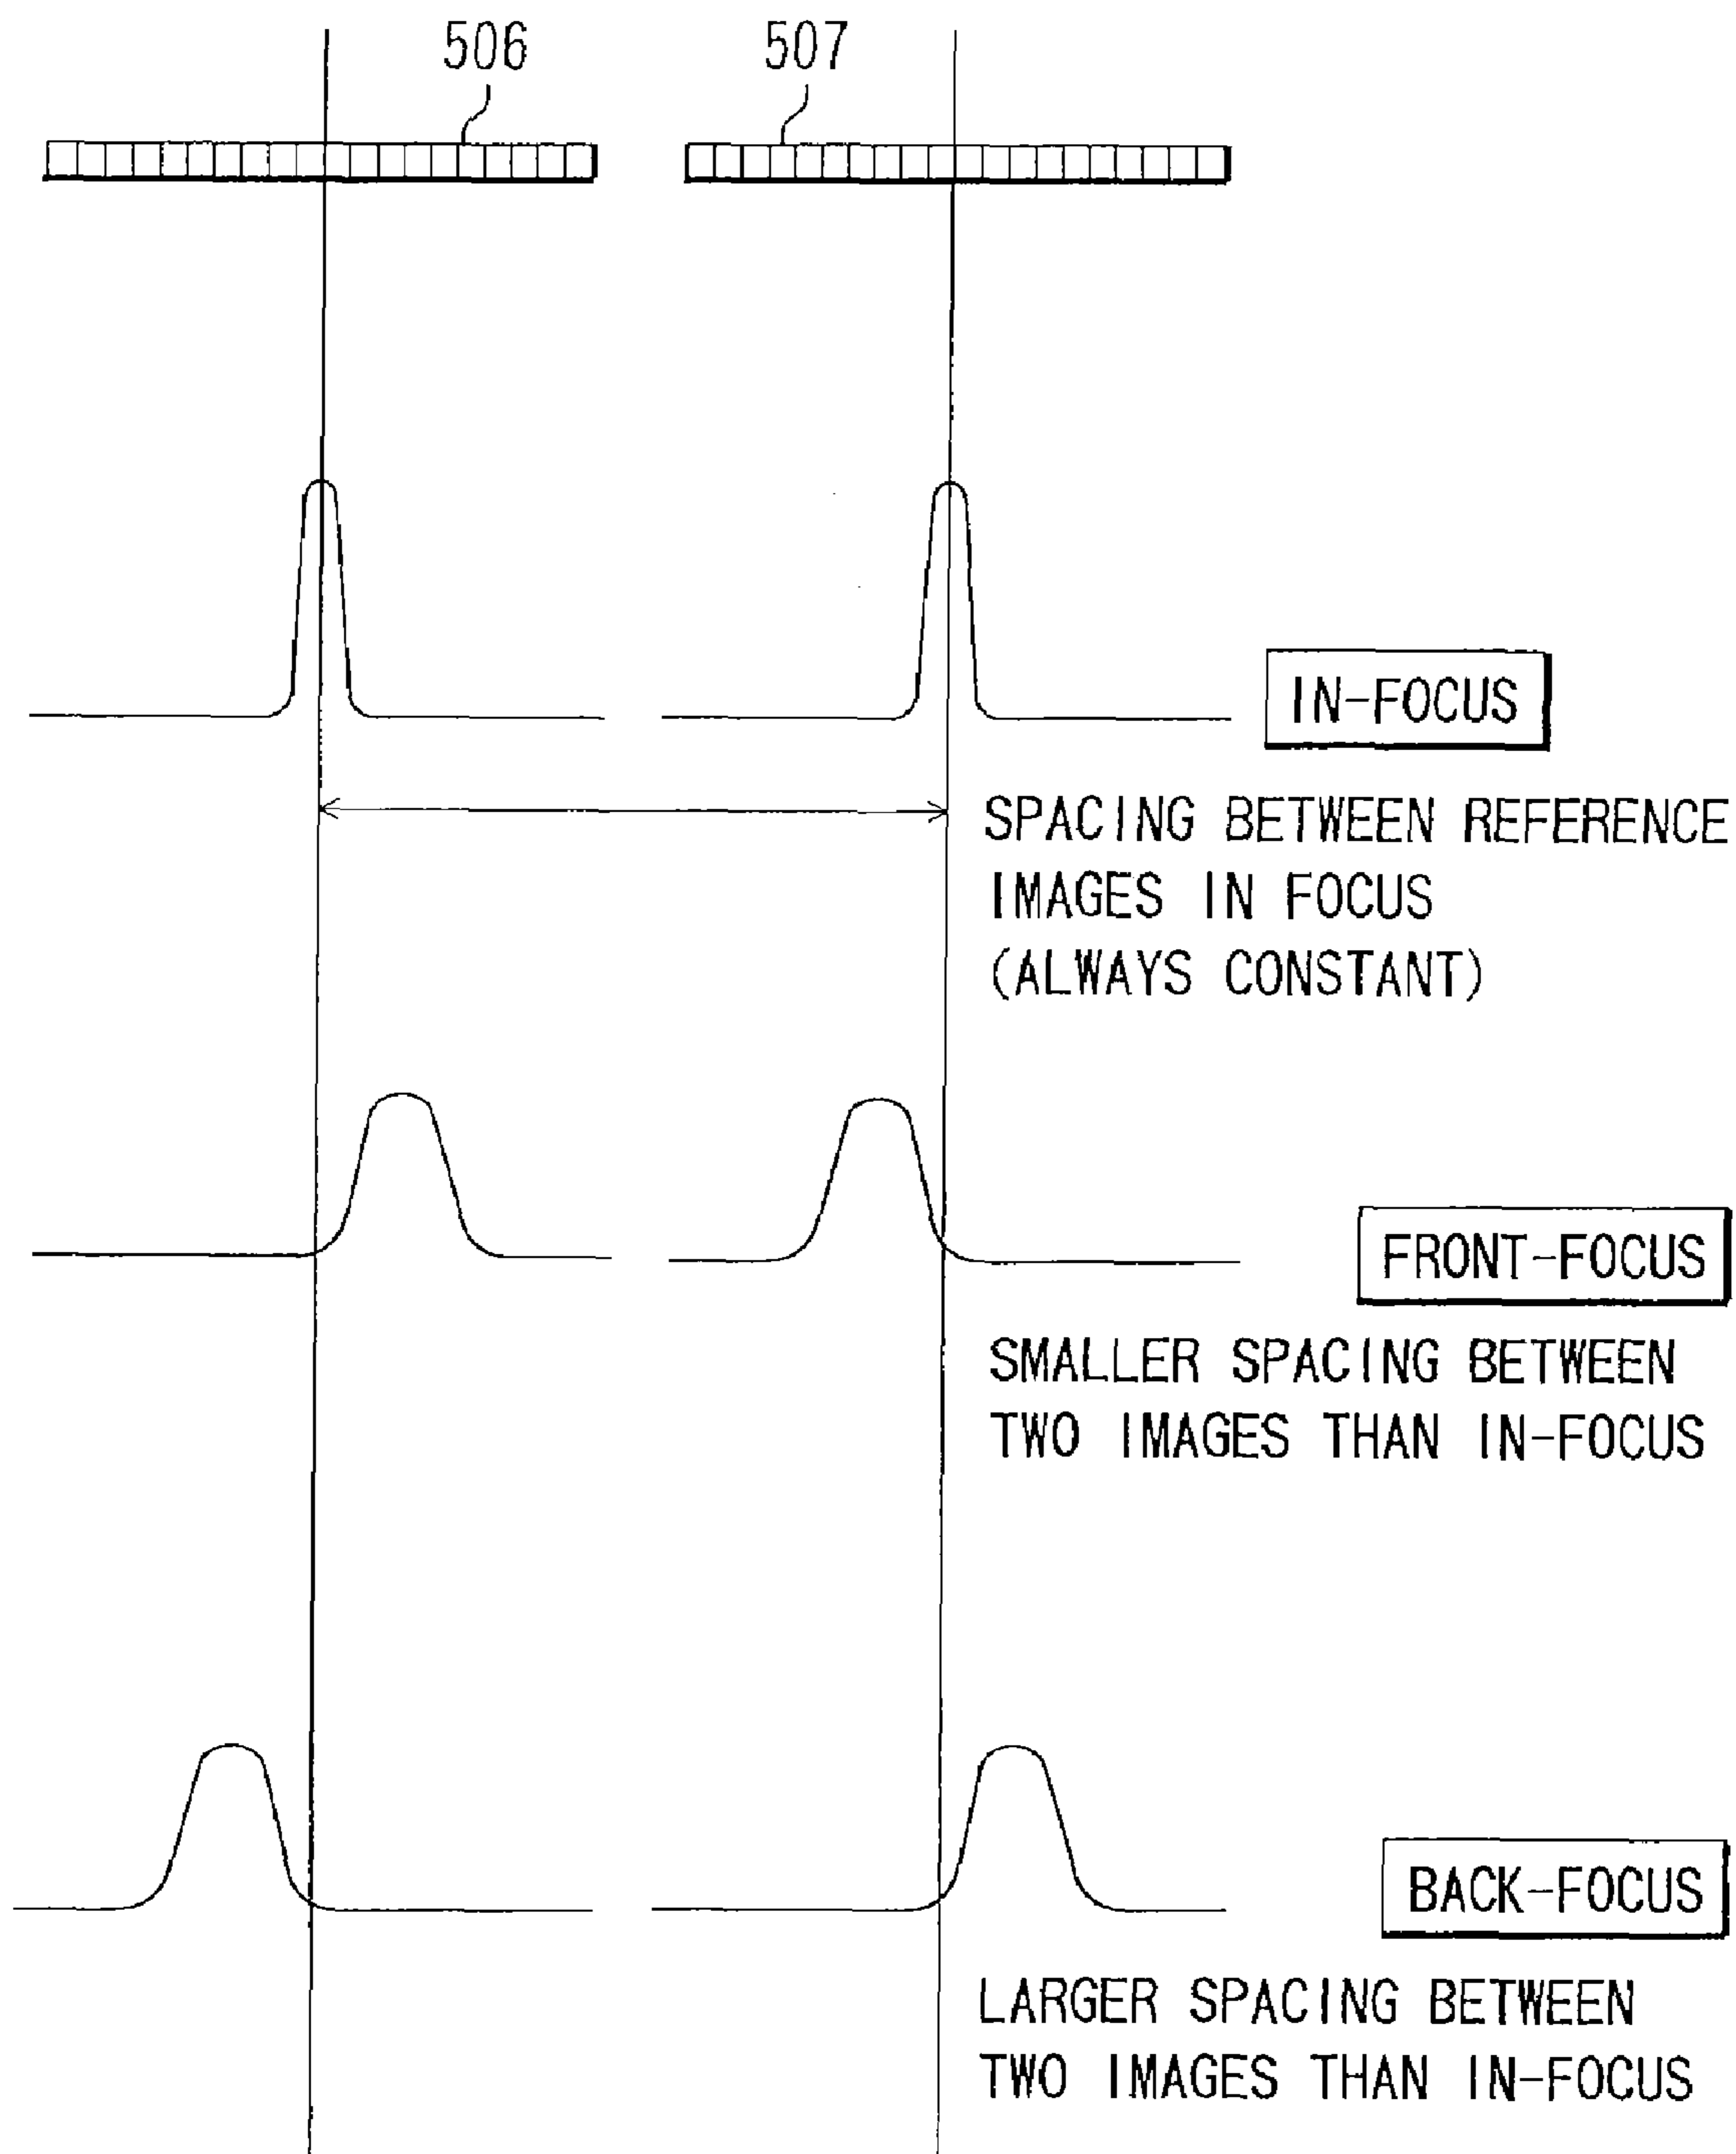 506
507
IN-FOCUS
SPACING BETWEEN REFERENCE
IMAGES IN FOCUS
(ALWAYS CONSTANT)
FRONT-FOCUS
SMALLER SPACING BETWEEN
TWO IMAGES THAN IN-FOCUS
BACK-FOCUS
LARGER SPACING BETWEEN
TWO IMAGES THAN IN-FOCUS